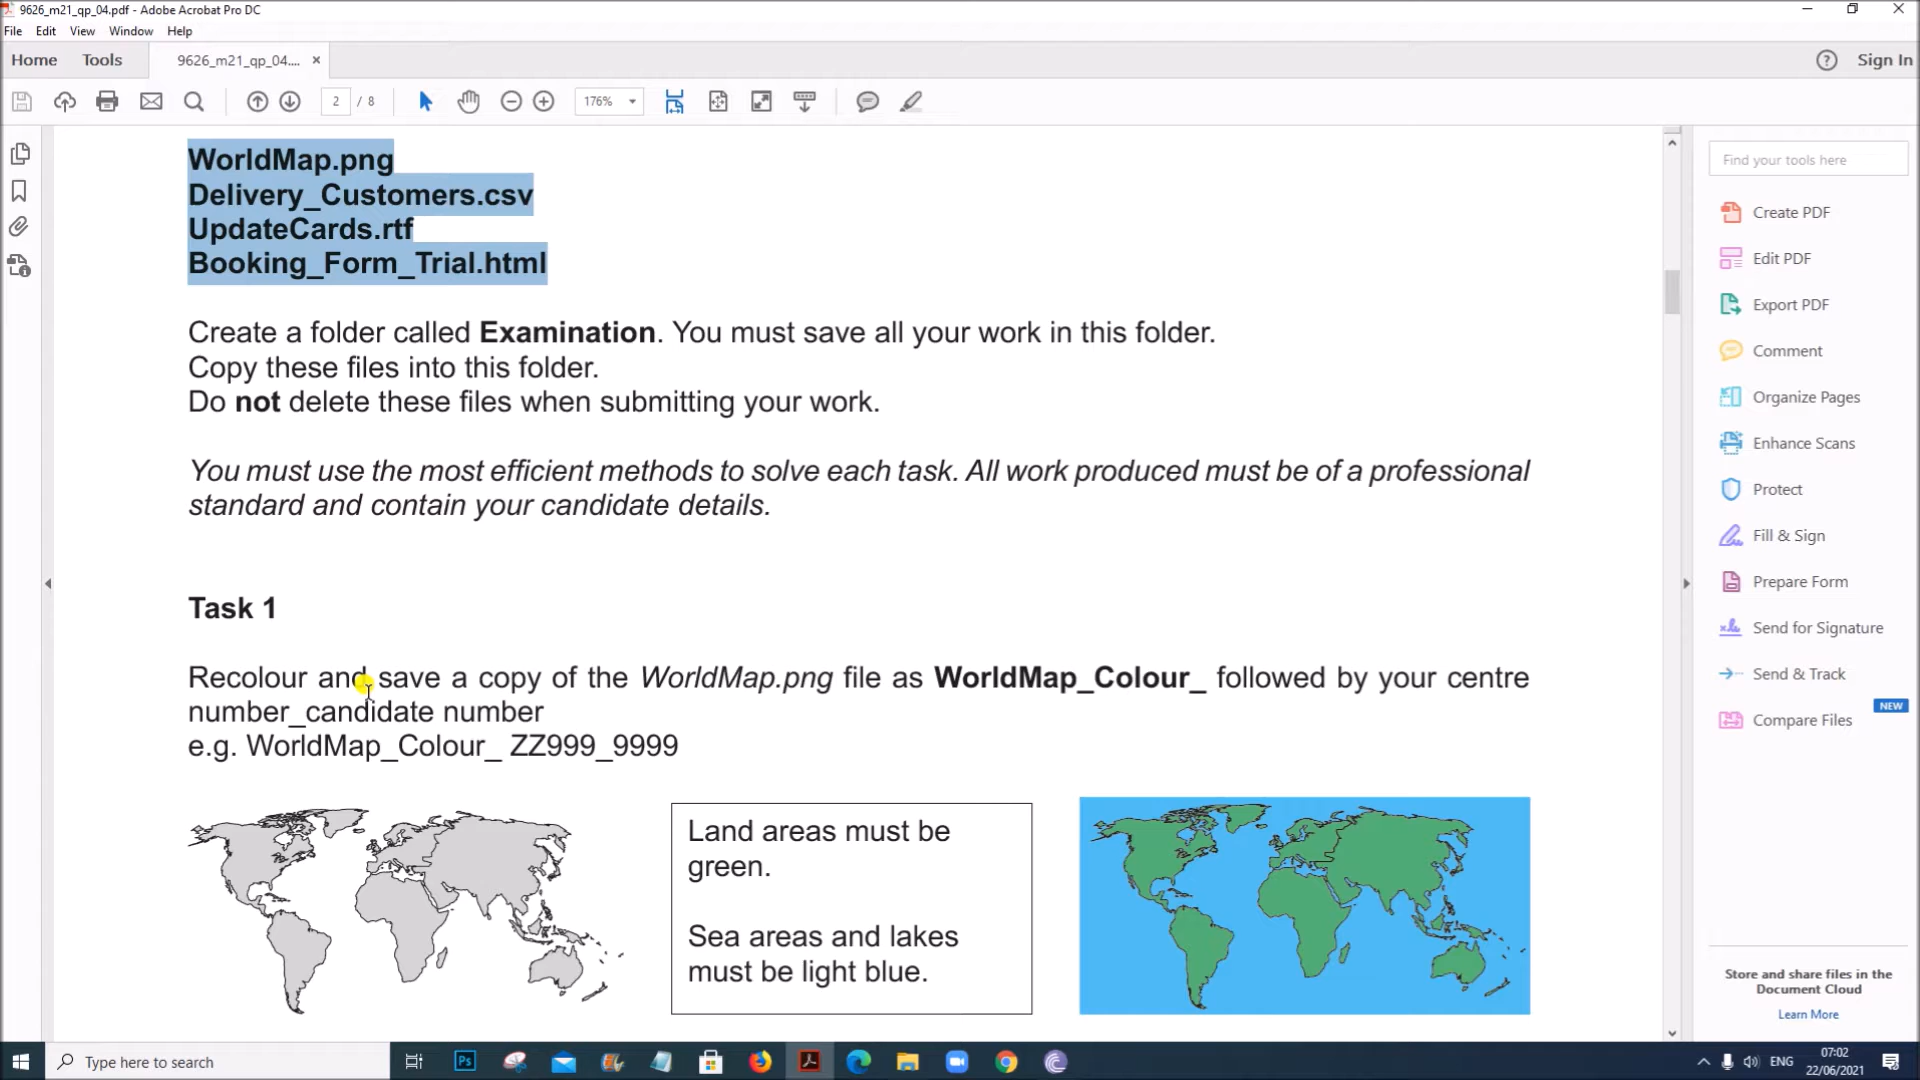 9626_m21_qp_04.pdf - Adobe Acrobat Pro DC
File Edit View Window Help
Home Tools 9626_m21_qp_04.... × Sign In
2 / 8 176%
WorldMap.png
Delivery_Customers.csv
UpdateCards.rtf
Booking_Form_Trial.html
Create a folder called Examination. You must save all your work in this folder.
Copy these files into this folder.
Do not delete these files when submitting your work.
You must use the most efficient methods to solve each task. All work produced must be of a professional
standard and contain your candidate details.
Task 1
Recolour and save a copy of the WorldMap.png file as WorldMap_Colour_ followed by your centre
number_candidate number
e.g. WorldMap_Colour_ ZZ999_9999
Land areas must be
green.
Sea areas and lakes
must be light blue.
Find your tools here
Create PDF
Edit PDF
Export PDF
Comment
Organize Pages
Enhance Scans
Protect
Fill & Sign
Prepare Form
Send for Signature
Send & Track
NEW
Compare Files
Store and share files in the
Document Cloud
Learn More
Type here to search
Ps
ENG
07:02
22/06/2021